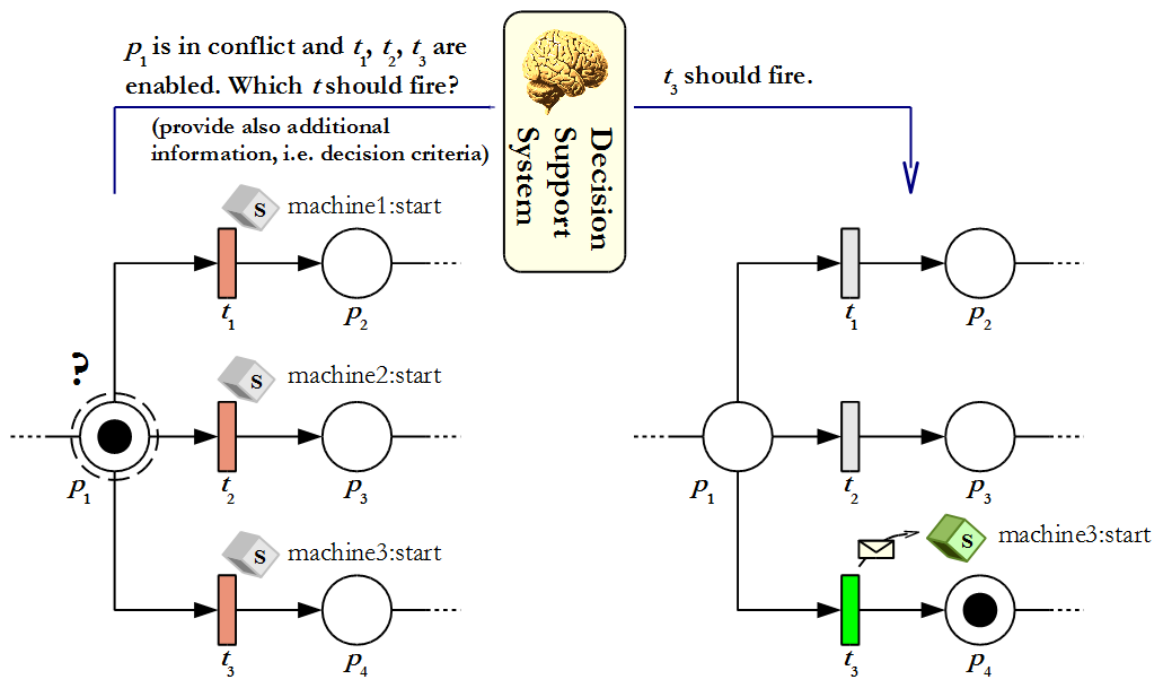 p1 is in conflict and t1, t2, t3 are
enabled. Which t should fire?
(provide also additional
information, i.e. decision criteria)
Decision
Support
System
t3 should fire.
S
machine1:start
t1
p2
?
S
machine2:start
p1
t2
p3
S
machine3:start
t3
p4
t1
p2
p1
t2
p3
S
machine3:start
t3
p4